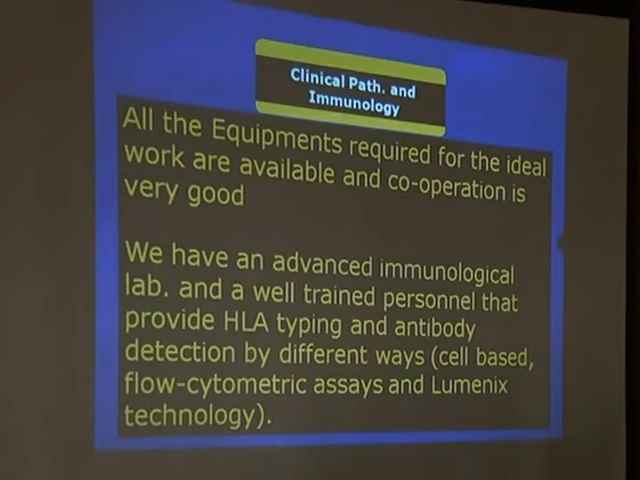 Clinical Path. and
Immunology
All the Equipments required for the ideal
work are available and co-operation is
very good
We have an advanced immunological
lab. and a well trained personnel that
provide HLA typing and antibody
detection by different ways (cell based,
flow-cytometric assays and Lumenix
technology).